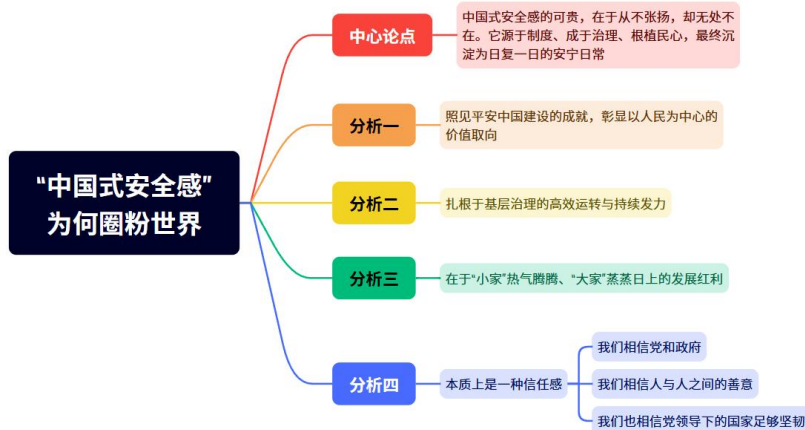 “中国式安全感”
为何圈粉世界
中心论点
中国式安全感的可贵，在于从不张扬，却无处不
在。它源于制度、成于治理、根植民心，最终沉
淀为日复一日的安宁日常
分析一
照见平安中国建设的成就，彰显以人民为中心的
价值取向
分析二
扎根于基层治理的高效运转与持续发力
分析三
在于“小家”热气腾腾、“大家”蒸蒸日上的发展红利
分析四
本质上是一种信任感
我们相信党和政府
我们相信人与人之间的善意
我们也相信党领导下的国家足够坚韧